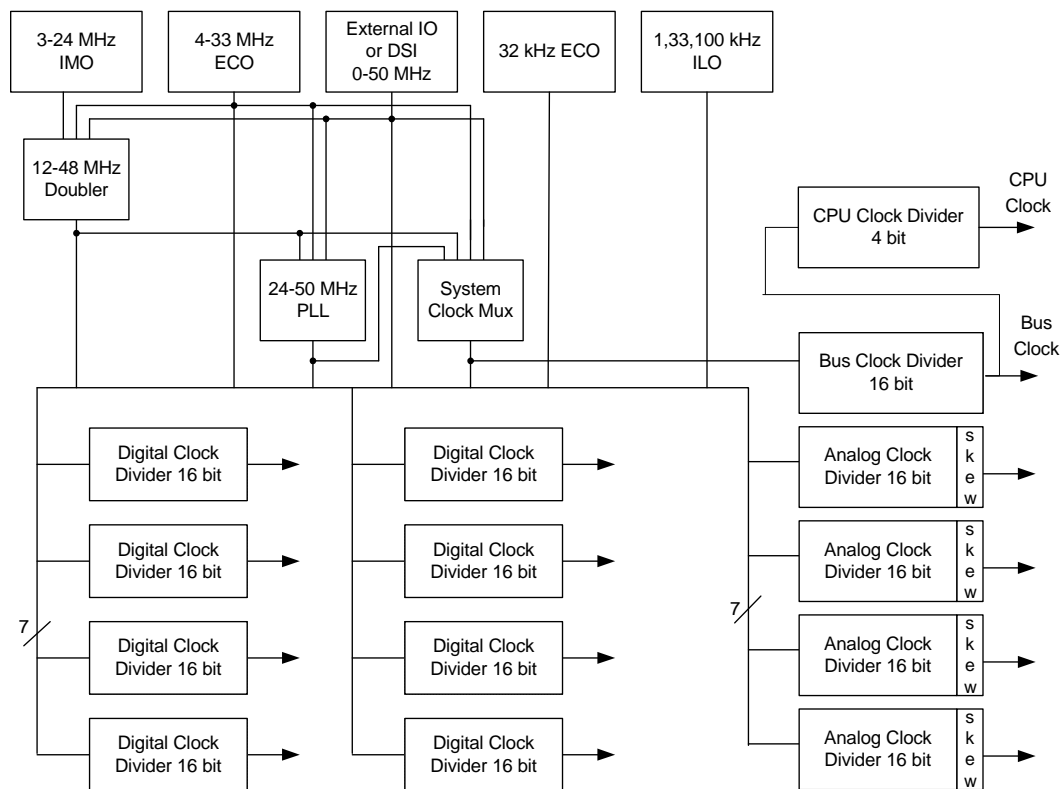 3-24 MHz
IMO
4-33 MHz
ECO
External IO
or DSI
0-50 MHz
32 kHz ECO
1,33,100 kHz
ILO
12-48 MHz
Doubler
24-50 MHz
PLL
System
Clock Mux
CPU Clock Divider
4 bit
CPU
Clock
Bus Clock Divider
16 bit
Bus
Clock
7
Digital Clock
Divider 16 bit
Digital Clock
Divider 16 bit
Digital Clock
Divider 16 bit
Digital Clock
Divider 16 bit
Digital Clock
Divider 16 bit
Digital Clock
Divider 16 bit
Digital Clock
Divider 16 bit
Digital Clock
Divider 16 bit
7
Analog Clock
Divider 16 bit
s
k
e
w
Analog Clock
Divider 16 bit
s
k
e
w
Analog Clock
Divider 16 bit
s
k
e
w
Analog Clock
Divider 16 bit
s
k
e
w